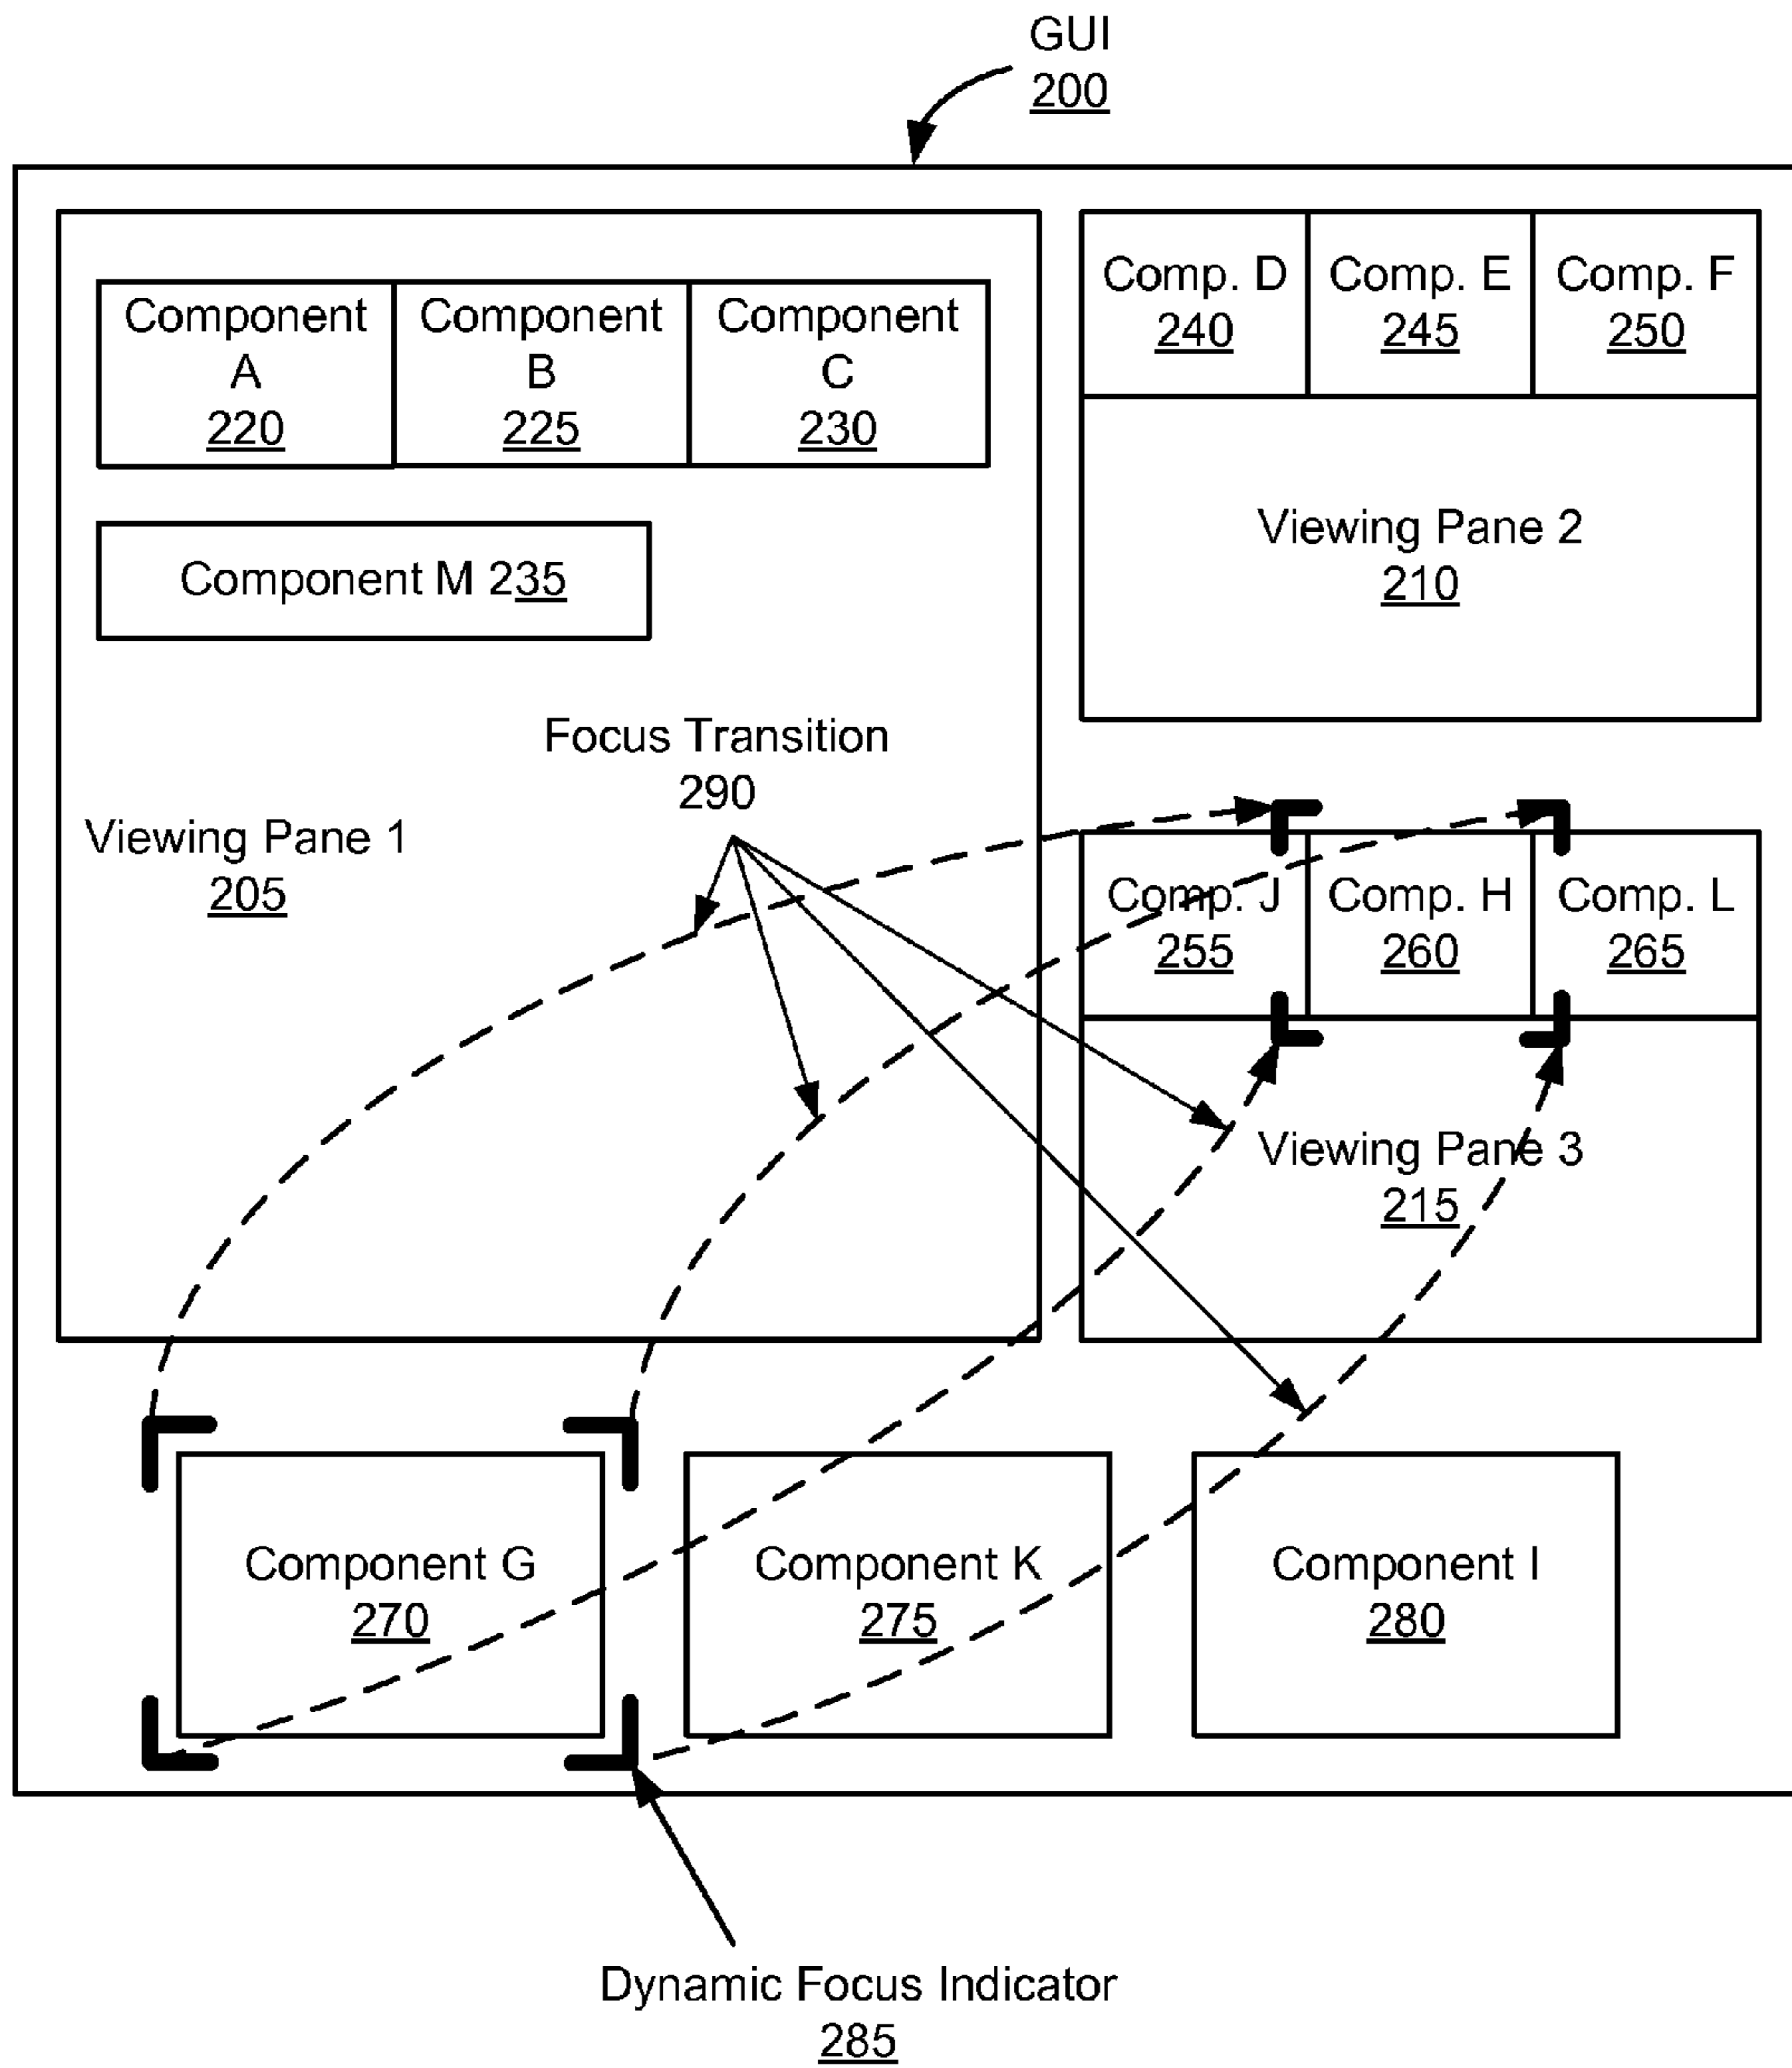 GUI
200
Component
A
220
Component
B
225
Component
C
230
Comp. D
240
Comp. E
245
Comp. F
250
Component M 235
Viewing Pane 2
210
Focus Transition
290
Viewing Pane 1
205
Comp. J
255
Comp. H
260
Comp. L
265
Viewing Pane 3
215
Component G
270
Component K
275
Component I
280
Dynamic Focus Indicator
285